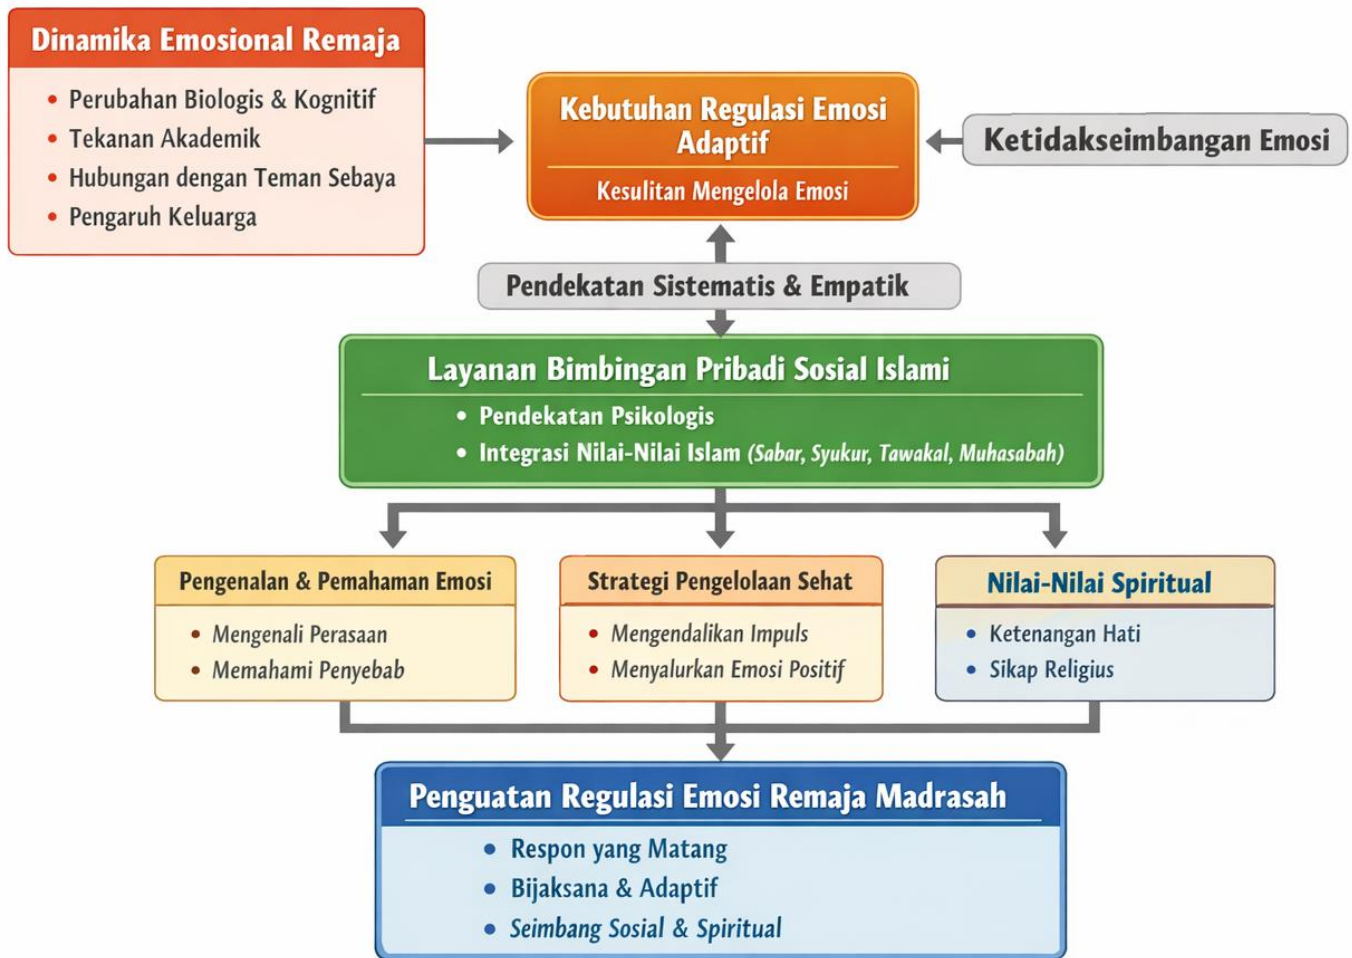 Dinamika Emosional Remaja
• Perubahan Biologis & Kognitif
• Tekanan Akademik
• Hubungan dengan Teman Sebaya
• Pengaruh Keluarga
Kebutuhan Regulasi Emosi
Adaptif
Kesulitan Mengelola Emosi
Ketidakseimbangan Emosi
Pendekatan Sistematis & Empatik
Layanan Bimbingan Pribadi Sosial Islami
• Pendekatan Psikologis
• Integrasi Nilai-Nilai Islam (Sabar, Syukur, Tawakal, Muhasabah)
Pengenalan & Pemahaman Emosi
• Mengenali Perasaan
• Memahami Penyebab
Strategi Pengelolaan Sehat
• Mengendalikan Impuls
• Menyalurkan Emosi Positif
Nilai-Nilai Spiritual
• Ketenangan Hati
• Sikap Religius
Penguatan Regulasi Emosi Remaja Madrasah
• Respon yang Matang
• Bijaksana & Adaptif
• Seimbang Sosial & Spiritual